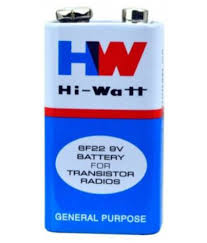 HW
Hi-Watt
6F22 9V
BATTERY
FOR
TRANSISTOR
RADIOS
GENERAL PURPOSE